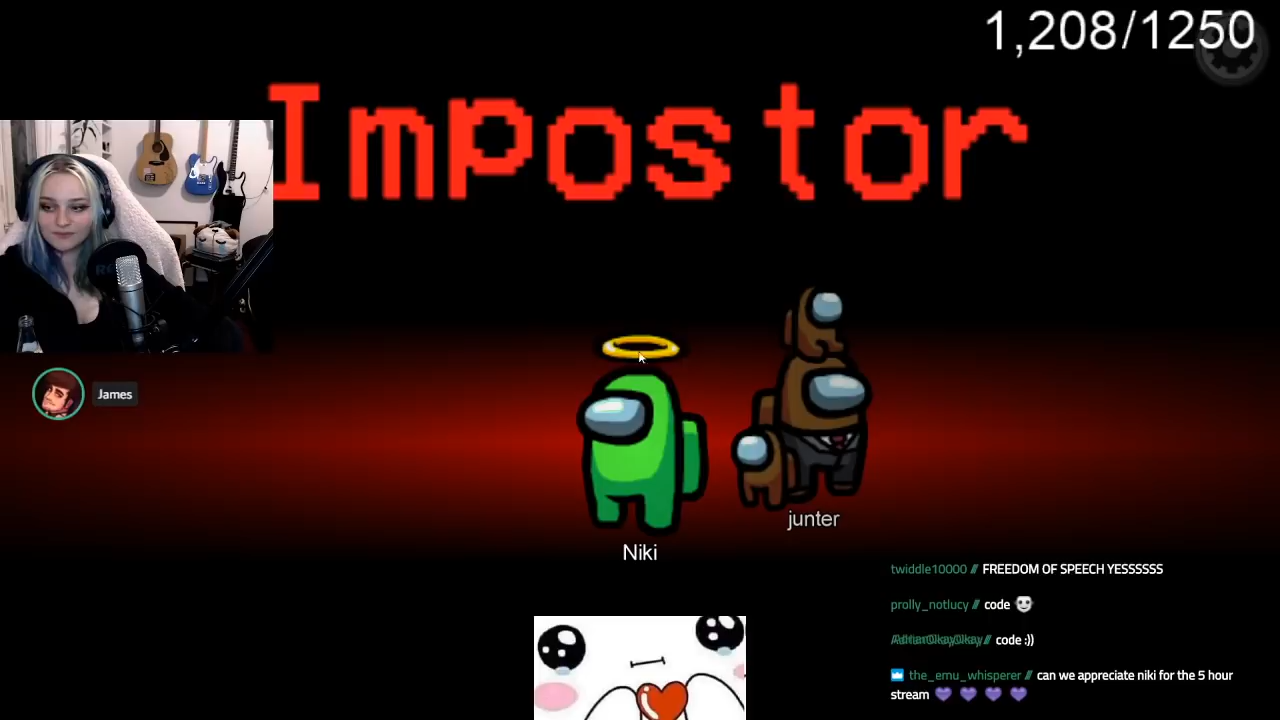 1,208/1250
Impostor
James
junter
Niki
twiddle10000 // FREEDOM OF SPEECH YESSSSSS
prolly_notlucy // code
code :))
the_emu_whisperer // can we appreciate niki for the 5 hour
stream